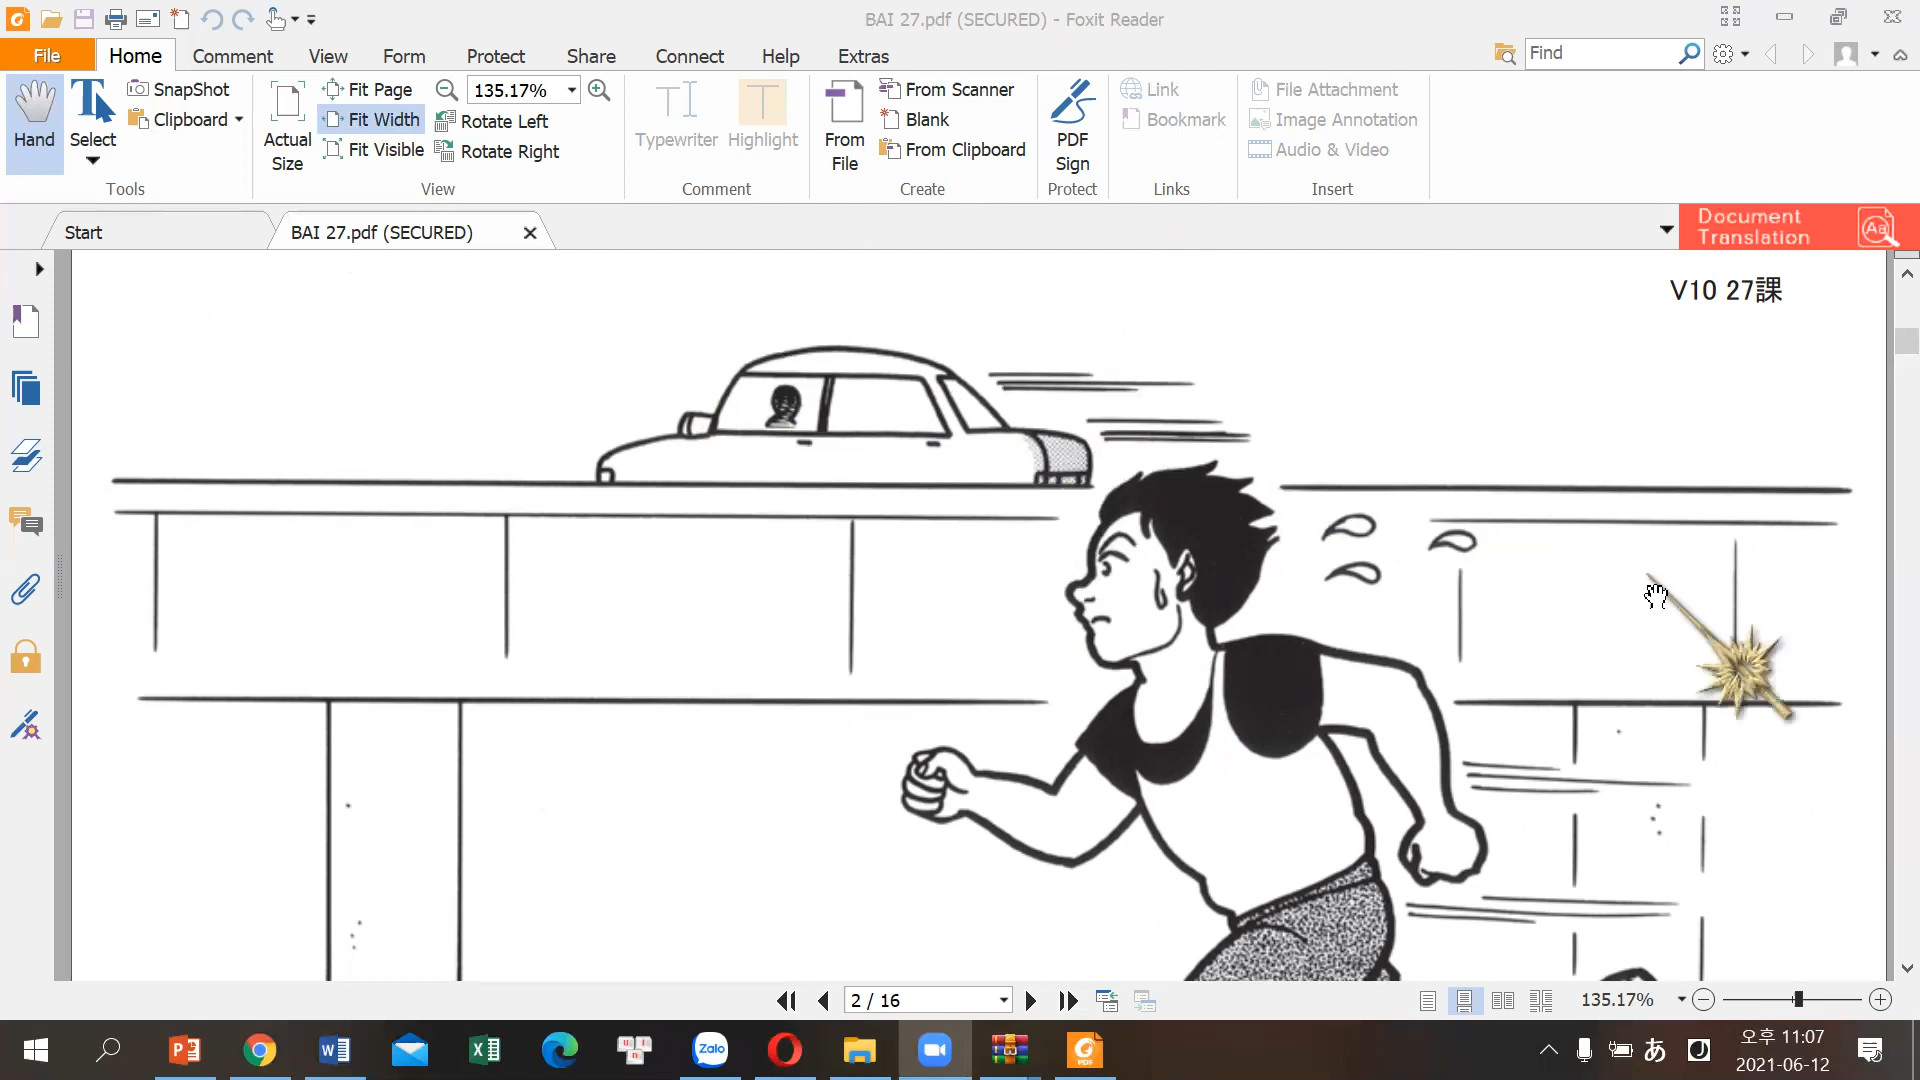 BAI 27.pdf (SECURED) - Foxit Reader
File Home Comment View Form Protect Share Connect Help Extras
Find
Hand
Select
SnapShot
Clipboard
Tools
Actual Size
Fit Page
Fit Width
Fit Visible
135.17%
Rotate Left
Rotate Right
View
Typewriter
Highlight
Comment
From File
From Scanner
Blank
From Clipboard
Create
PDF Sign
Protect
Link
Bookmark
Links
File Attachment
Image Annotation
Audio & Video
Insert
Start
BAI 27.pdf (SECURED)
Document
Translation
V10 27課
2 / 16
135.17%
Zalo
あ
오후 11:07
2021-06-12